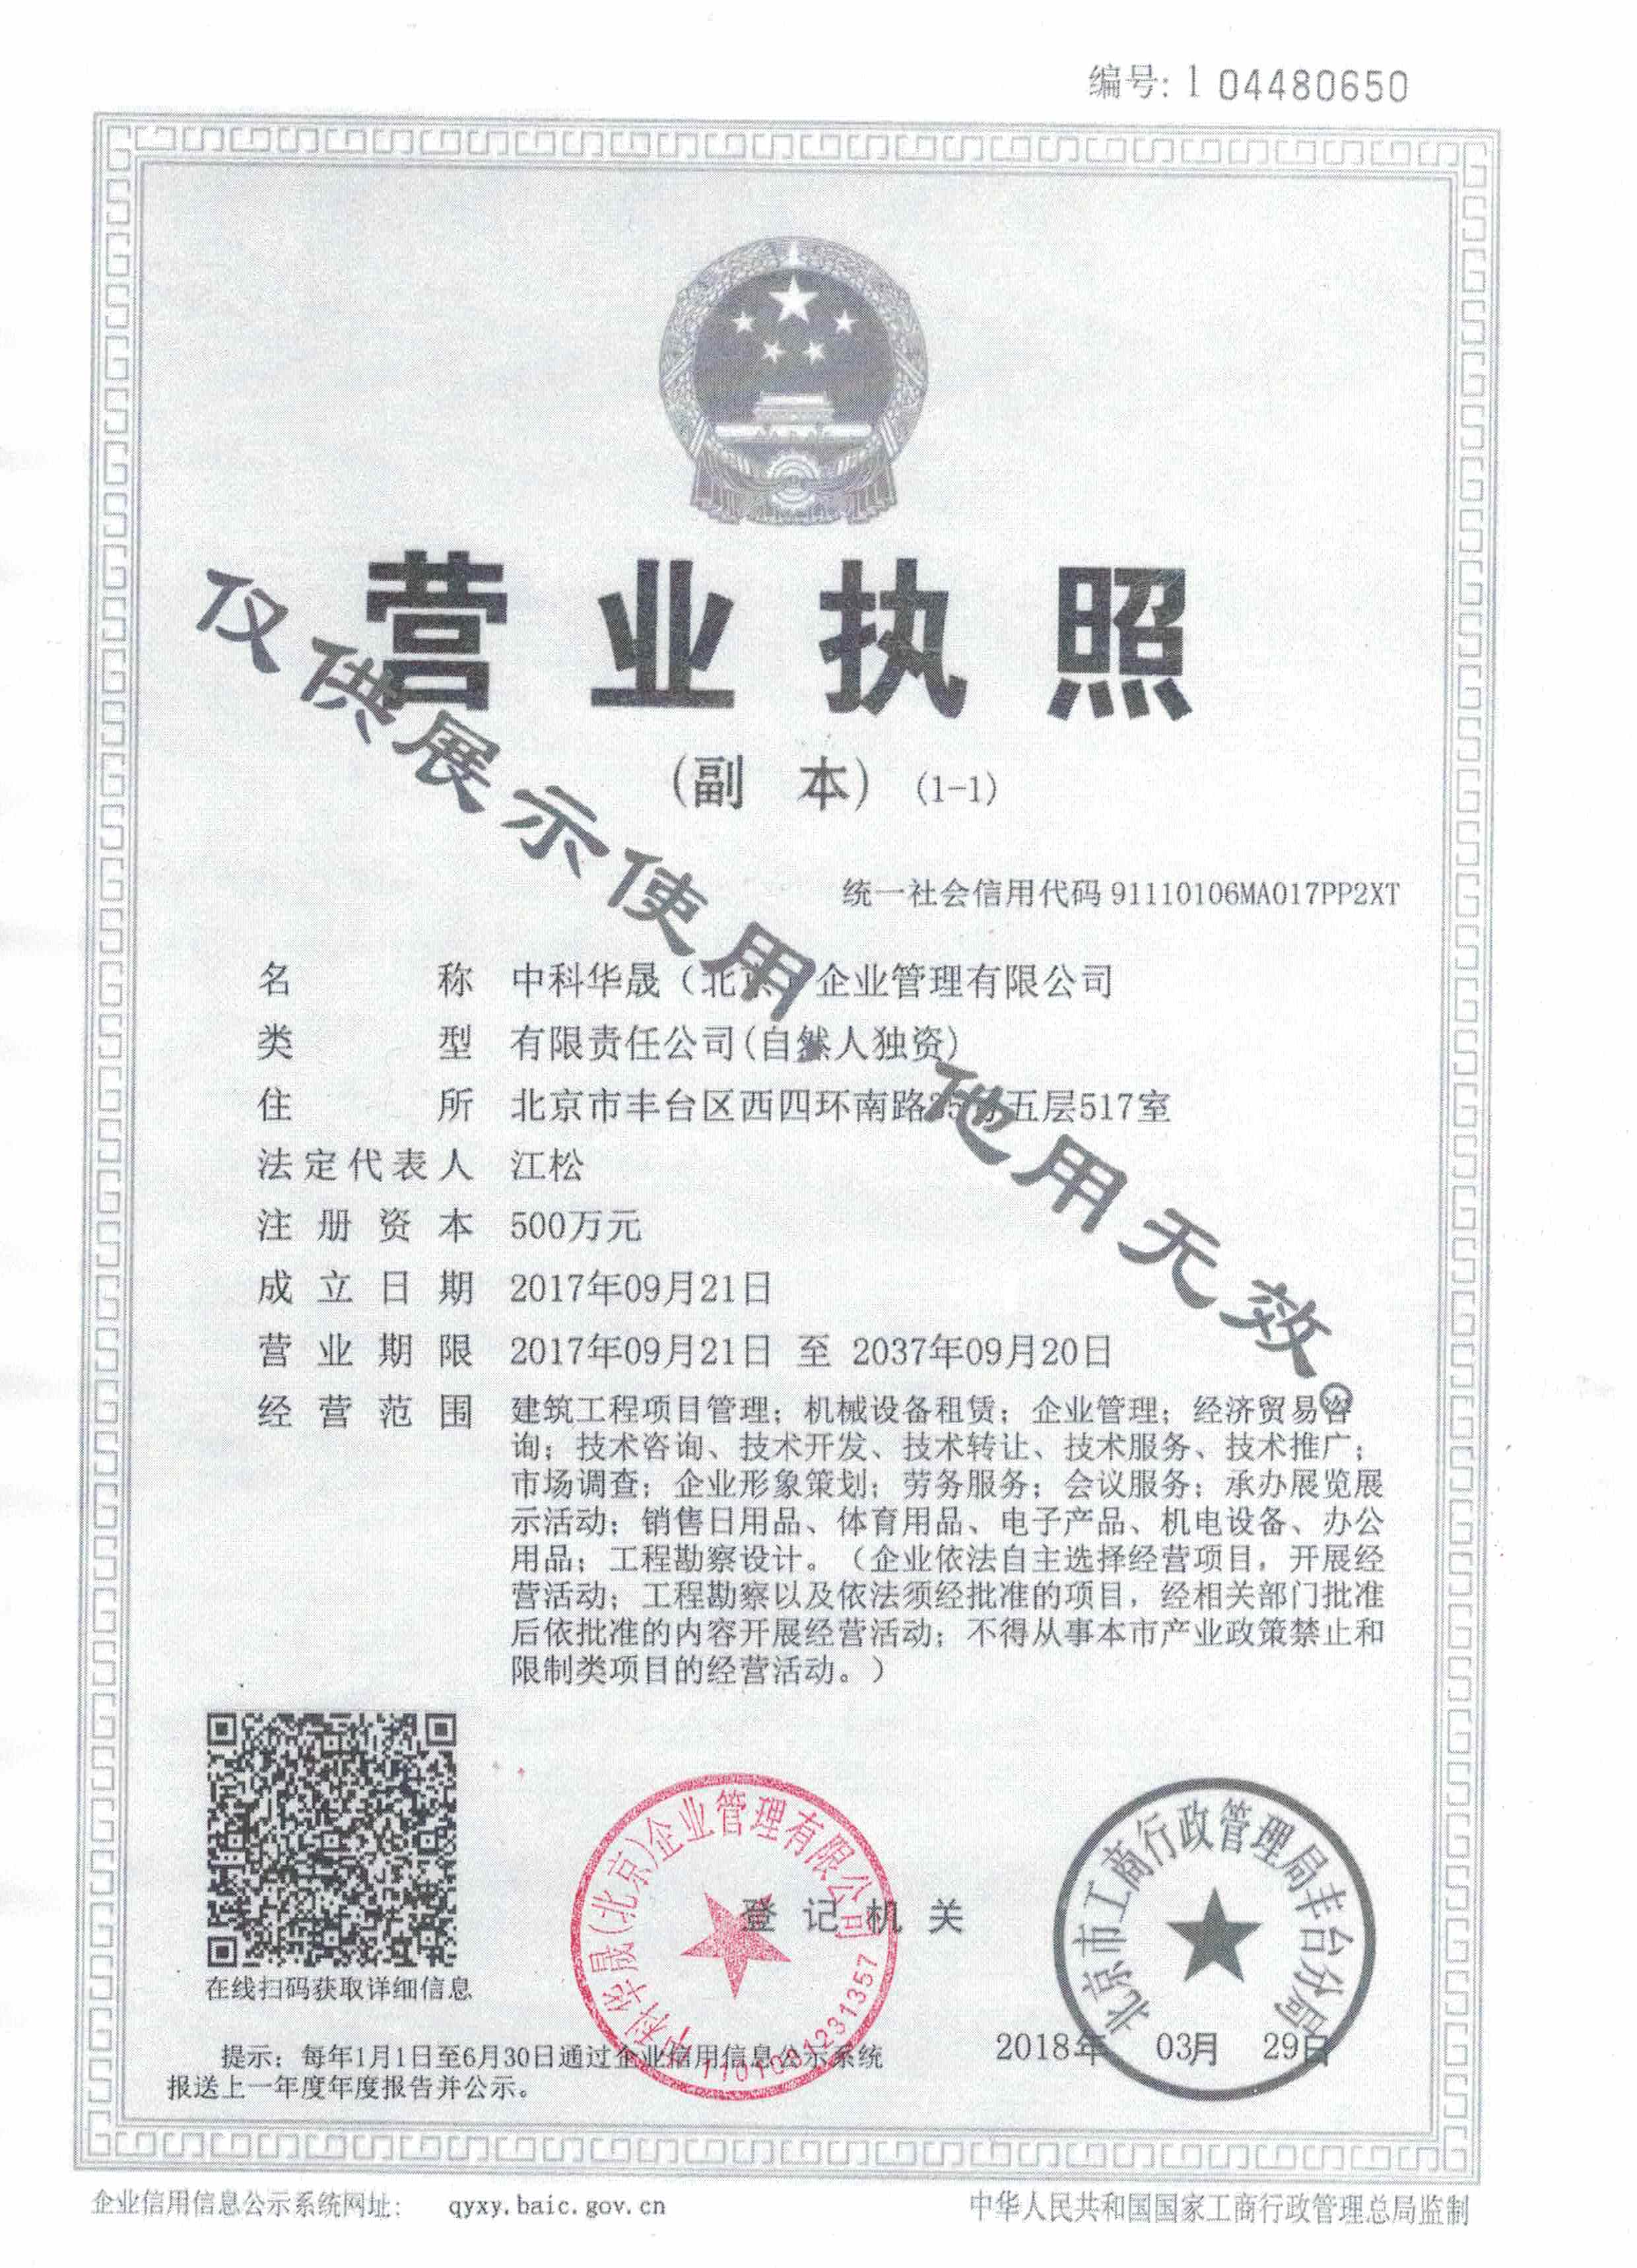 编号: 1 04480650
营业执照
(副 本) (1-1)
统一社会信用代码 91110106MA017PP2XT
名 称 中科华晟（北京）企业管理有限公司
类 型 有限责任公司(自然人独资)
住 所 北京市丰台区西四环南路 五层517室
法定代表人 江松
注册资本 500万元
成立日期 2017年09月21日
营业期限 2017年09月21日 至 2037年09月20日
经营范围 建筑工程项目管理；机械设备租赁；企业管理；经济贸易咨
询；技术咨询、技术开发、技术转让、技术服务、技术推广；
市场调查；企业形象策划；劳务服务；会议服务；承办展览展
示活动；销售日用品、体育用品、电子产品、机电设备、办公
用品；工程勘察设计。（企业依法自主选择经营项目，开展经
营活动；工程勘察以及依法须经批准的项目，经相关部门批准
后依批准的内容开展经营活动；不得从事本市产业政策禁止和
限制类项目的经营活动。）
仅供展示使用，他用无效。
在线扫码获取详细信息
中科华晟(北京)企业管理有限公司
登记机关
北京市工商行政管理局丰台分局
2018年 03月 29日
提示：每年1月1日至6月30日通过企业信用信息公示系统
报送上一年度年度报告并公示。
企业信用信息公示系统网址： qyxy.baic.gov.cn
中华人民共和国国家工商行政管理总局监制